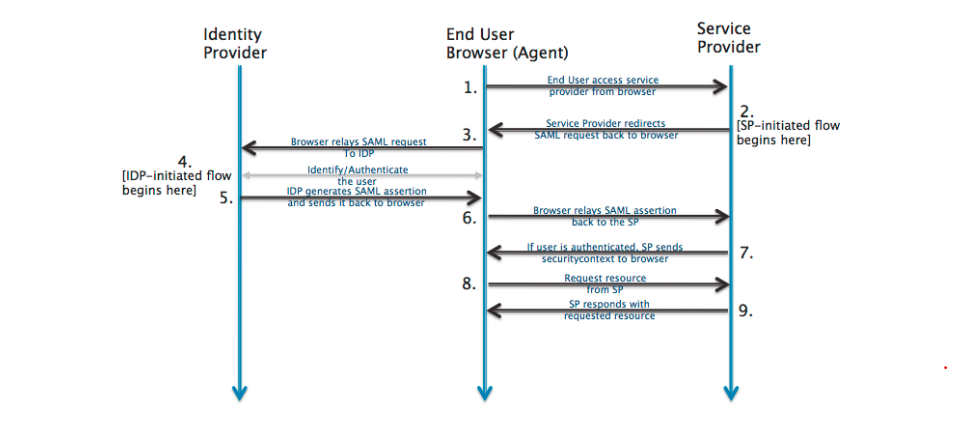 Identity
Provider
End User
Browser (Agent)
Service
Provider
1.
End User access service
provider from browser
2.
[SP-initiated flow
begins here]
Service Provider redirects
SAML request back to browser
3.
Browser relays SAML request
To IDP
4.
[IDP-initiated flow
begins here]
Identify/Authenticate
the user
5.
IDP generates SAML assertion
and sends it back to browser
6.
Browser relays SAML assertion
back to the SP
If user is authenticated, SP sends
securitycontext to browser
7.
8.
Request resource
from SP
SP responds with
requested resource
9.